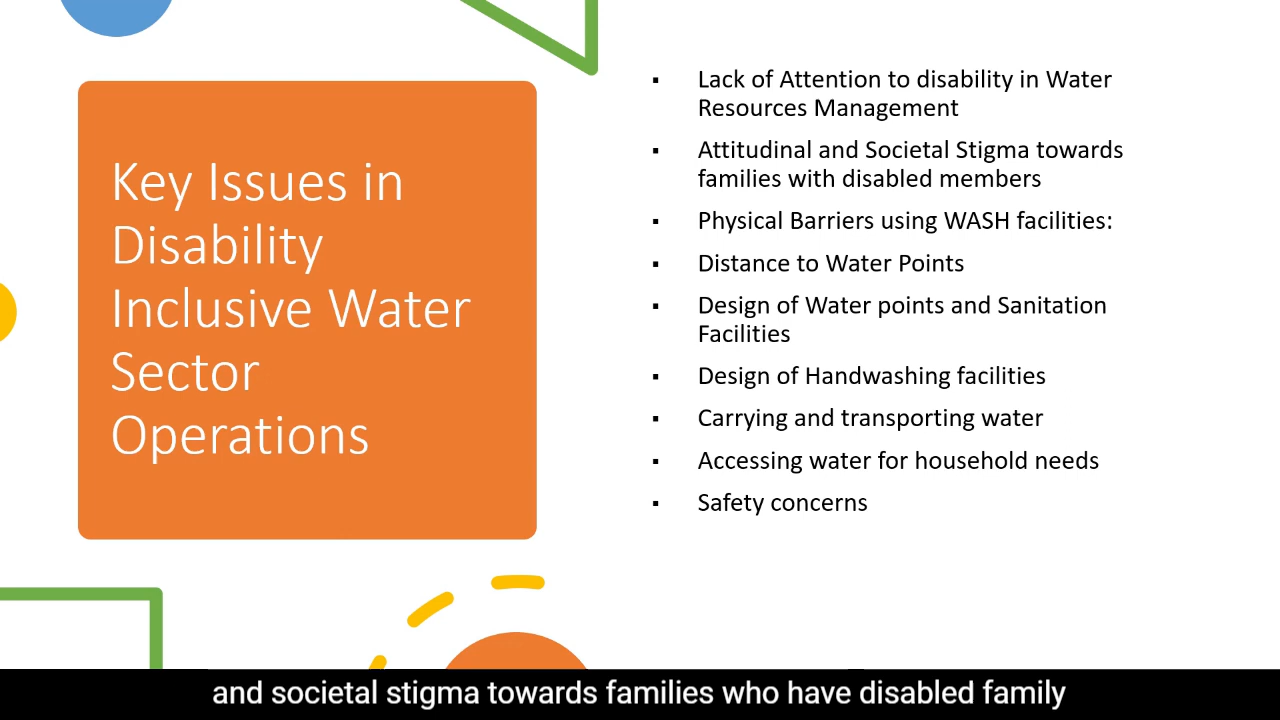 Key Issues in
Disability
Inclusive Water
Sector
Operations
▪ Lack of Attention to disability in Water
Resources Management
▪ Attitudinal and Societal Stigma towards
families with disabled members
▪ Physical Barriers using WASH facilities:
▪ Distance to Water Points
▪ Design of Water points and Sanitation
Facilities
▪ Design of Handwashing facilities
▪ Carrying and transporting water
▪ Accessing water for household needs
▪ Safety concerns
and societal stigma towards families who have disabled family